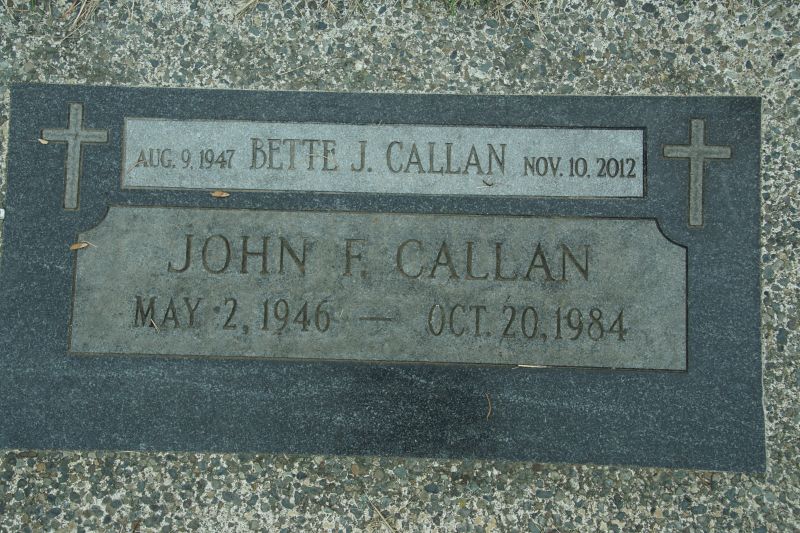 AUG. 9, 1947 BETTE J. CALLAN NOV. 10, 2012
JOHN F. CALLAN
MAY 2, 1946 — OCT. 20, 1984